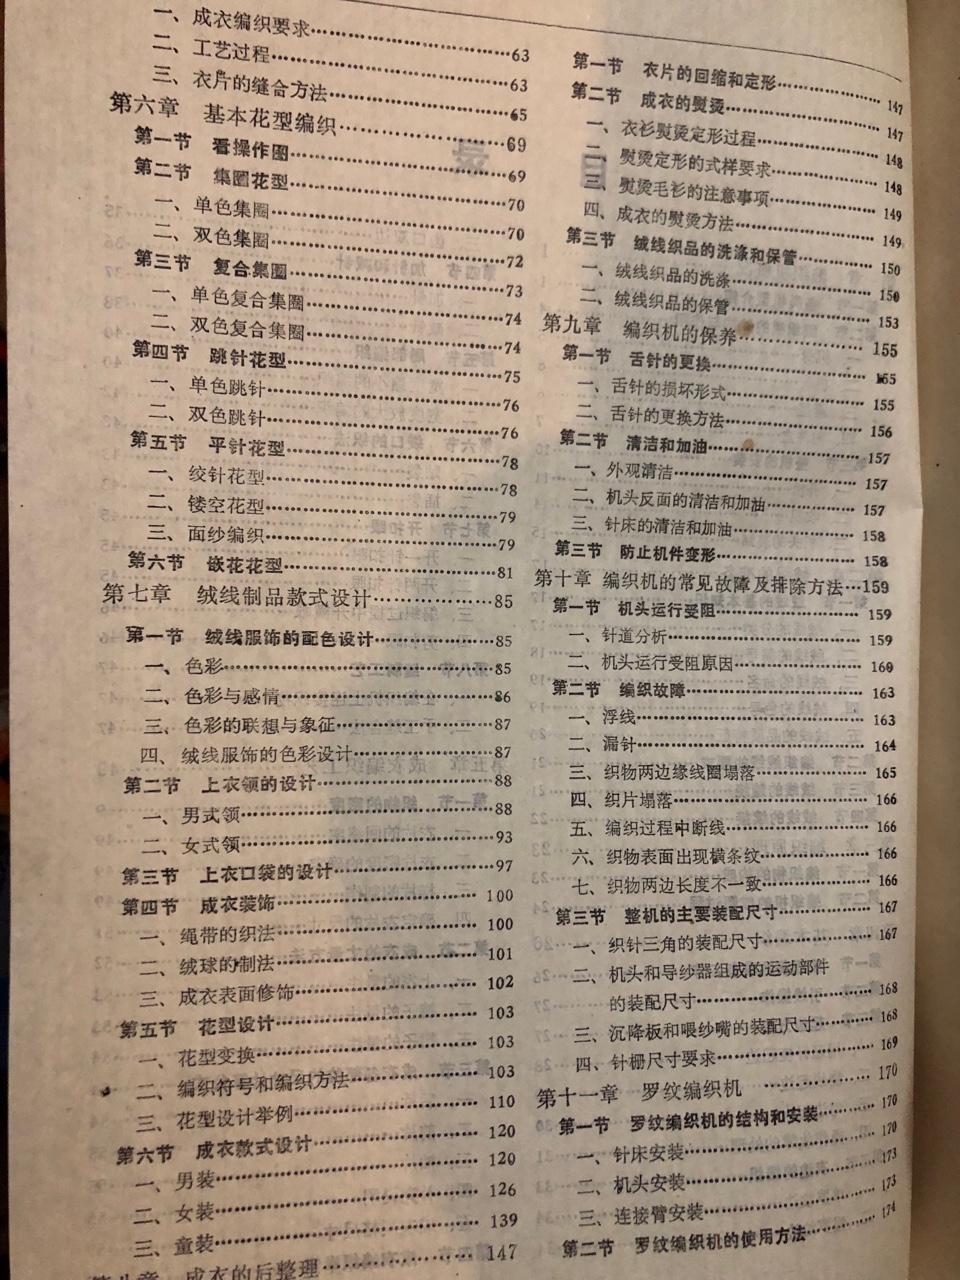 一、成衣编织要求……63
二、工艺过程……63
三、衣片的缝合方法……65
第六章 基本花型编织……69
第一节 看操作图……69
第二节 集圈花型……70
一、单色集圈……70
二、双色集圈……72
第三节 复合集圈……73
一、单色复合集圈……74
二、双色复合集圈……74
第四节 跳针花型……75
一、单色跳针……76
二、双色跳针……76
第五节 平针花型……78
一、绞针花型……78
二、镂空花型……79
三、面纱编织……79
第六节 嵌花花型……81
第七章 绒线制品款式设计……85
第一节 绒线服饰的配色设计……85
一、色彩……85
二、色彩与感情……86
三、色彩的联想与象征……87
四、绒线服饰的色彩设计……87
第二节 上衣领的设计……88
一、男式领……88
二、女式领……93
第三节 上衣口袋的设计……97
第四节 成衣装饰……100
一、绳带的织法……100
二、绒球的制法……101
三、成衣表面修饰……102
第五节 花型设计……103
一、花型变换……103
二、编织符号和编织方法……103
三、花型设计举例……110
第六节 成衣款式设计……120
一、男装……120
二、女装……126
三、童装……139
第八章 成衣的后整理……147
第一节 衣片的回缩和定形……147
第二节 成衣的熨烫……147
一、衣衫熨烫定形过程……148
二、熨烫定形的式样要求……148
三、熨烫毛衫的注意事项……149
四、成衣的熨烫方法……149
第三节 绒线织品的洗涤和保管……150
一、绒线织品的洗涤……150
二、绒线织品的保管……153
第九章 编织机的保养……155
第一节 舌针的更换……155
一、舌针的损坏形式……155
二、舌针的更换方法……156
第二节 清洁和加油……157
一、外观清洁……157
二、机头反面的清洁和加油……157
三、针床的清洁和加油……158
第三节 防止机件变形……158
第十章 编织机的常见故障及排除方法…159
第一节 机头运行受阻……159
一、针道分析……159
二、机头运行受阻原因……160
第二节 编织故障……163
一、浮线……163
二、漏针……164
三、织物两边缘线圈塌落……165
四、织片塌落……166
五、编织过程中断线……166
六、织物表面出现横条纹……166
七、织物两边长度不一致……166
第三节 整机的主要装配尺寸……167
一、织针三角的装配尺寸……167
二、机头和导纱器组成的运动部件
的装配尺寸……168
三、沉降板和喂纱嘴的装配尺寸……168
四、针栅尺寸要求……169
第十一章 罗纹编织机……170
第一节 罗纹编织机的结构和安装……170
一、针床安装……170
二、机头安装……173
三、连接臂安装……173
第二节 罗纹编织机的使用方法……174